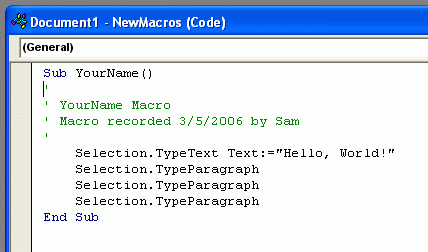 Document1 - NewMacros (Code)
(General)
Sub YourName()
'
' YourName Macro
' Macro recorded 3/5/2006 by Sam
'
    Selection.TypeText Text:="Hello, World!"
    Selection.TypeParagraph
    Selection.TypeParagraph
    Selection.TypeParagraph
End Sub